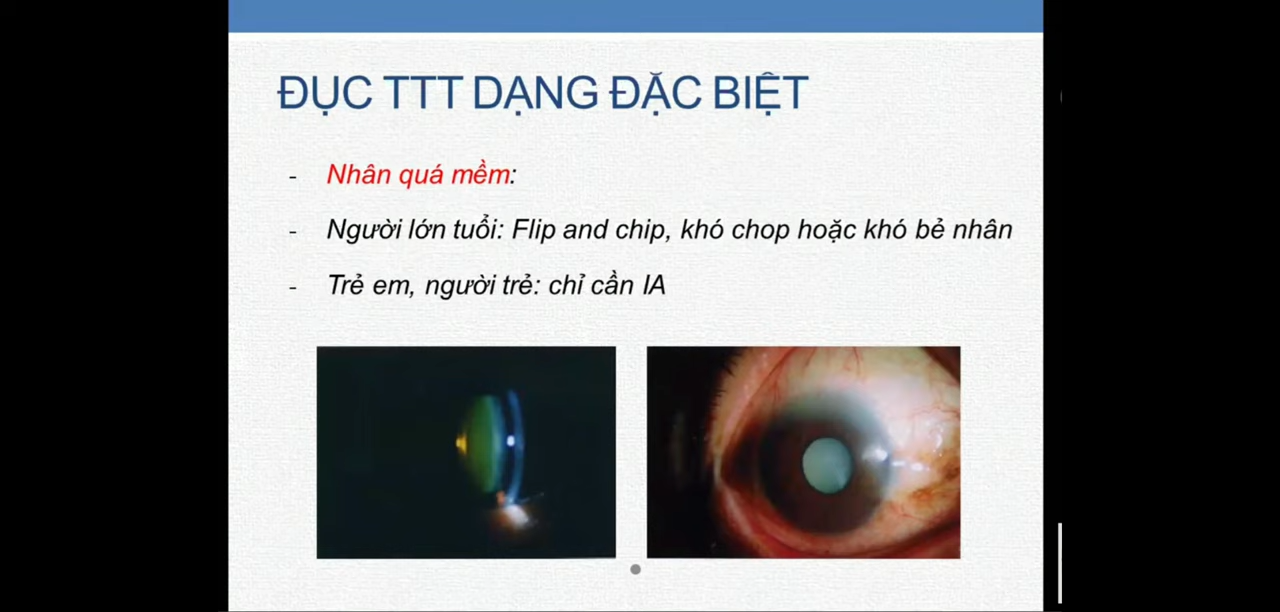 ĐỤC TTT DẠNG ĐẶC BIỆT
- Nhân quá mềm:
- Người lớn tuổi: Flip and chip, khó chop hoặc khó bẻ nhân
- Trẻ em, người trẻ: chỉ cần IA